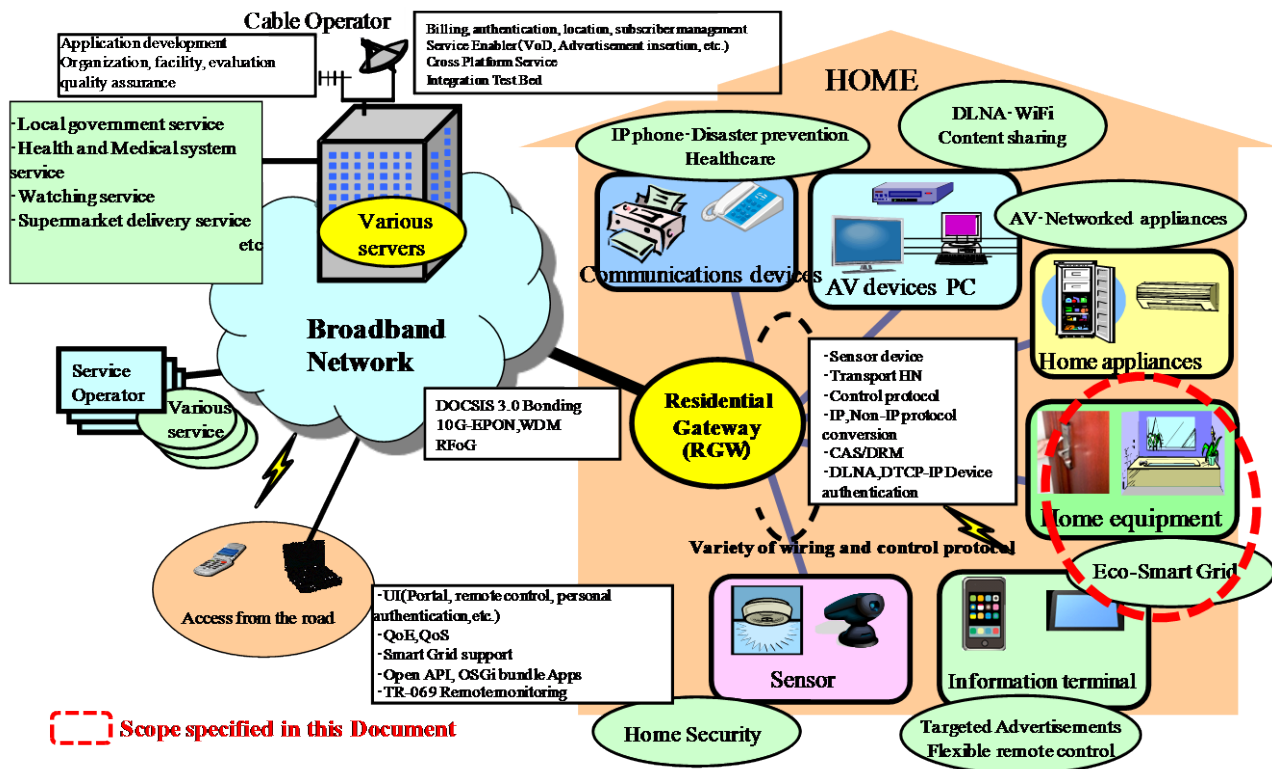 Cable Operator
Application development
Organization, facility, evaluation
quality assurance
Billing, authentication, location, subscriber management
Service Enabler(VoD, Advertisement insertion, etc.)
Cross Platform Service
Integration Test Bed
HOME
-Local government service
-Health and Medical system
service
-Watching service
-Supermarket delivery service
etc
Various
servers
IP phone-Disaster prevention
Healthcare
DLNA-WiFi
Content sharing
AV-Networked appliances
Communications devices
AV devices PC
Home appliances
Broadband
Network
Service
Operator
Various
service
DOCSIS 3.0 Bonding
10G-EPON,WDM
RFoG
Residential
Gateway
(RGW)
-Sensor device
-Transport HN
-Control protocol
-IP,Non-IP protocol
conversion
-CAS/DRM
-DLNA,DTCP-IP Device
authentication
Home equipment
Variety of wiring and control protocol
Eco-Smart Grid
Access from the road
-UI(Portal, remote control, personal
authentication,etc.)
-QoE,QoS
-Smart Grid support
-Open API, OSGi bundle Apps
-TR-069 Remote monitoring
Sensor
Information terminal
Scope specified in this Document
Home Security
Targeted Advertisements
Flexible remote control